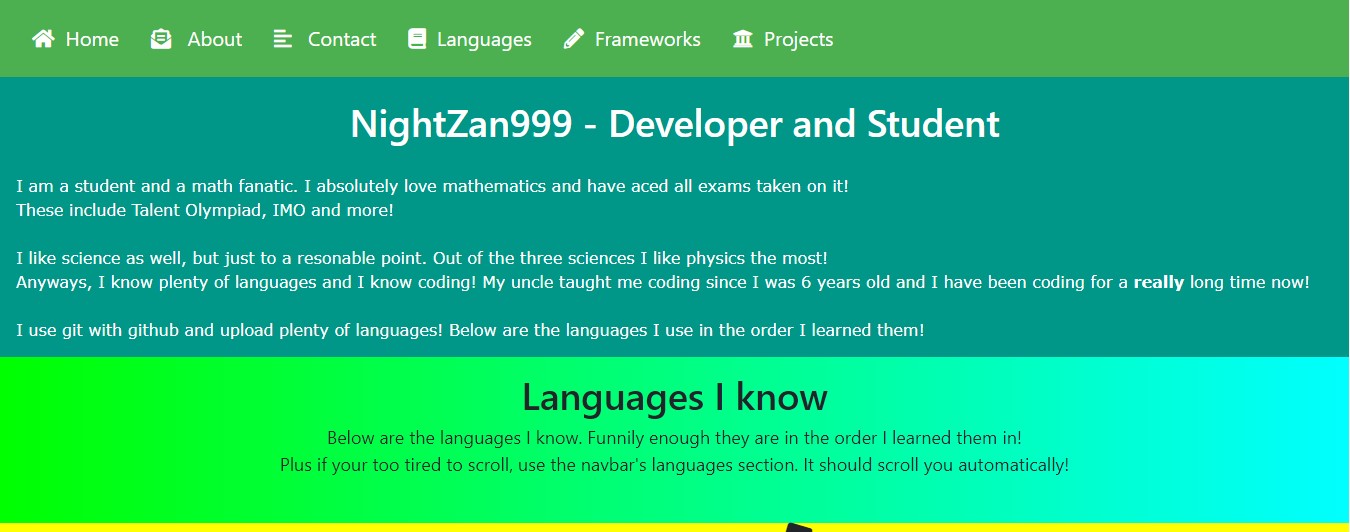 Home About Contact Languages Frameworks Projects
NightZan999 - Developer and Student
I am a student and a math fanatic. I absolutely love mathematics and have aced all exams taken on it!
These include Talent Olympiad, IMO and more!
I like science as well, but just to a resonable point. Out of the three sciences I like physics the most!
Anyways, I know plenty of languages and I know coding! My uncle taught me coding since I was 6 years old and I have been coding for a really long time now!
I use git with github and upload plenty of languages! Below are the languages I use in the order I learned them!
Languages I know
Below are the languages I know. Funnily enough they are in the order I learned them in!
Plus if your too tired to scroll, use the navbar's languages section. It should scroll you automatically!